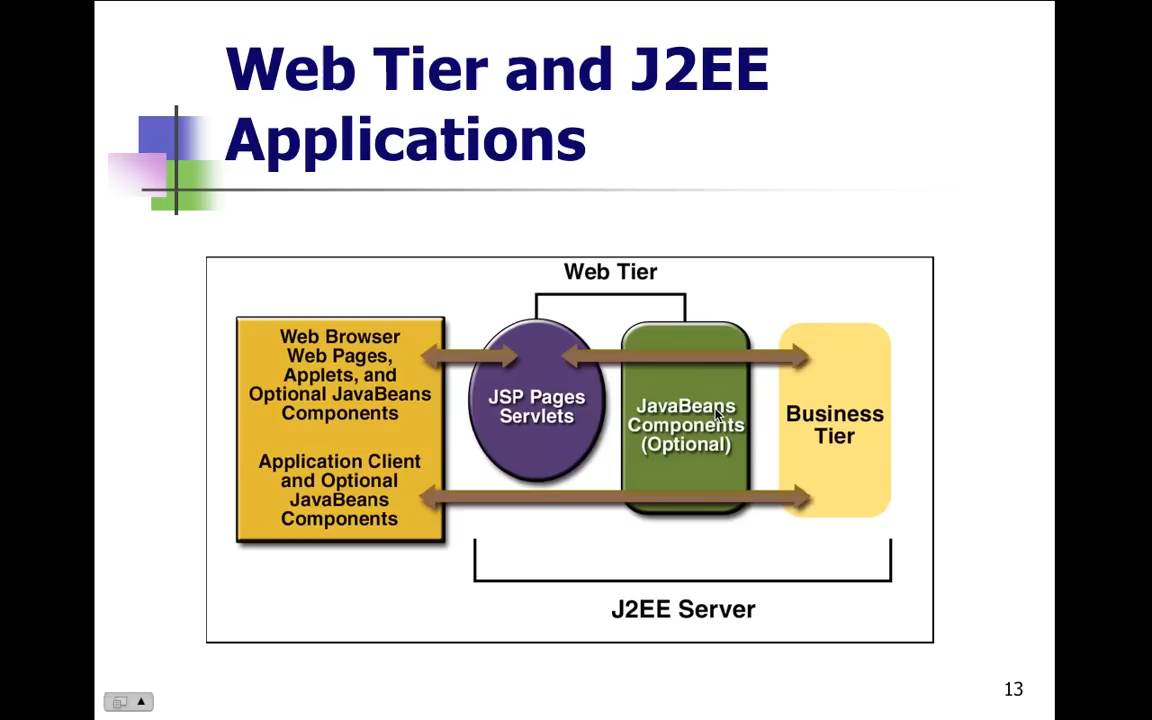 Web Tier and J2EE
Applications
Web Tier
Web Browser
Web Pages,
Applets, and
Optional JavaBeans
Components
Application Client
and Optional
JavaBeans
Components
JSP Pages
Servlets
JavaBeans
Components
(Optional)
Business
Tier
J2EE Server
13